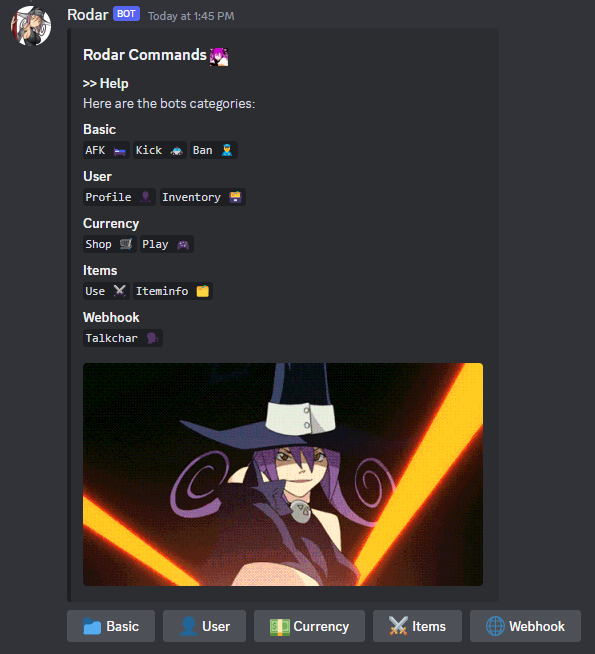 Rodar BOT Today at 1:45 PM
Rodar Commands
>> Help
Here are the bots categories:
Basic
AFK Kick Ban
User
Profile Inventory
Currency
Shop Play
Items
Use Iteminfo
Webhook
Talkchar
Basic User Currency Items Webhook